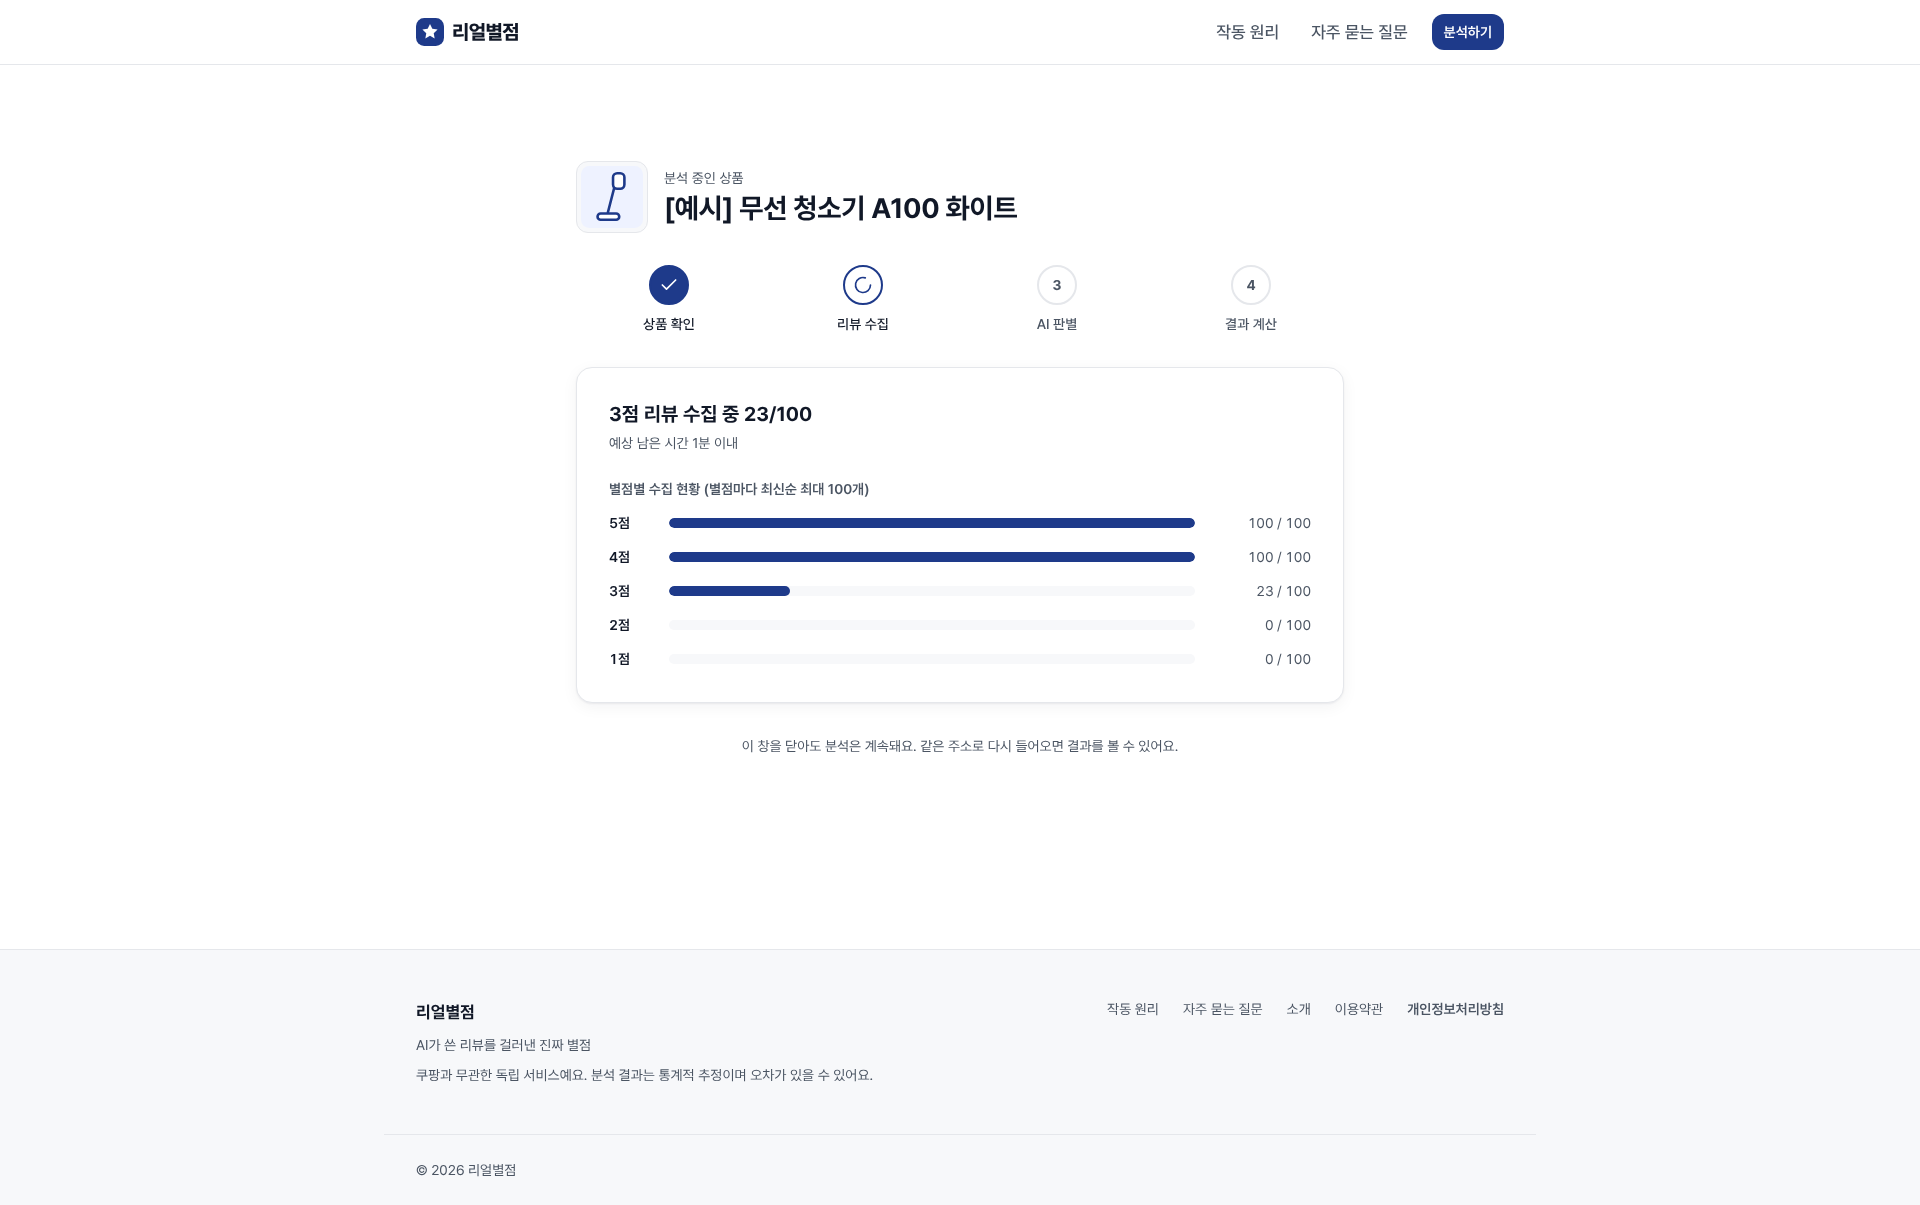 리얼별점
작동 원리
자주 묻는 질문
분석하기
분석 중인 상품
[예시] 무선 청소기 A100 화이트
3
4
상품 확인
리뷰 수집
AI 판별
결과 계산
3점 리뷰 수집 중 23/100
예상 남은 시간 1분 이내
별점별 수집 현황 (별점마다 최신순 최대 100개)
5점 100 / 100
4점 100 / 100
3점 23 / 100
2점 0 / 100
1점 0 / 100
이 창을 닫아도 분석은 계속돼요. 같은 주소로 다시 들어오면 결과를 볼 수 있어요.
리얼별점
작동 원리
자주 묻는 질문
소개
이용약관
개인정보처리방침
AI가 쓴 리뷰를 걸러낸 진짜 별점
쿠팡과 무관한 독립 서비스예요. 분석 결과는 통계적 추정이며 오차가 있을 수 있어요.
© 2026 리얼별점